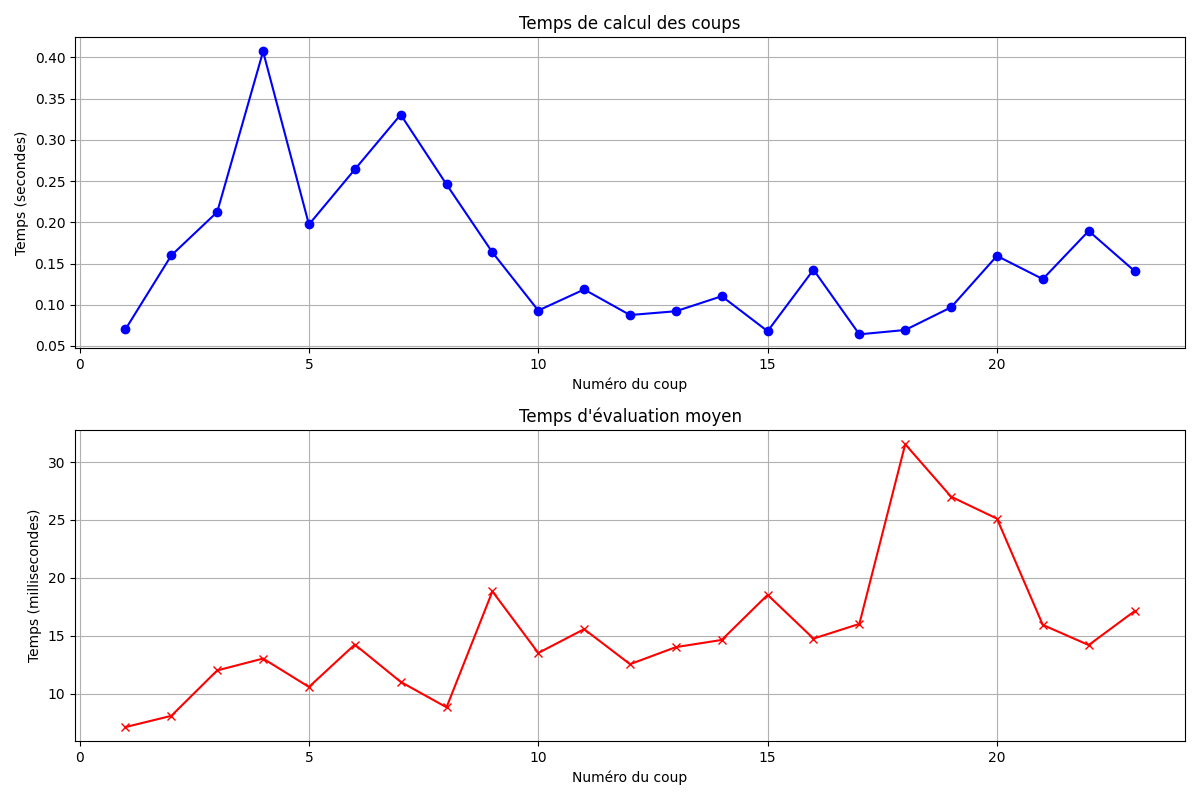 Temps de calcul des coups
0.40
0.35
0.30
0.25
0.20
0.15
0.10
0.05
Temps (secondes)
0 5 10 15 20
Numéro du coup
Temps d'évaluation moyen
30
25
20
15
10
Temps (millisecondes)
0 5 10 15 20
Numéro du coup